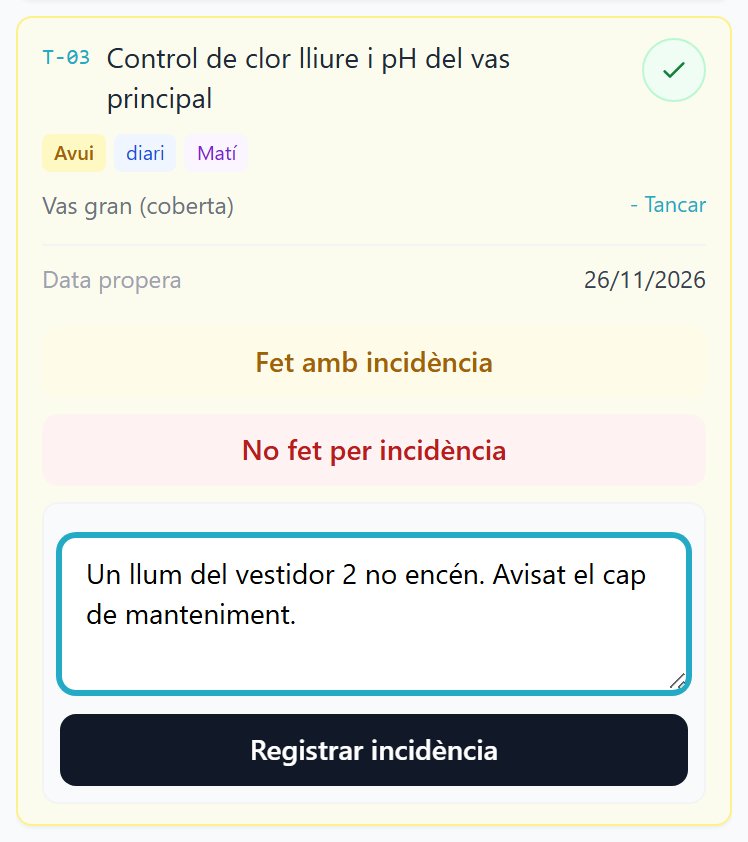 T-03 Control de clor lliure i pH del vas
principal
Avui diari Matí
Vas gran (coberta) - Tancar
Data propera 26/11/2026
Fet amb incidència
No fet per incidència
Un llum del vestidor 2 no encén. Avisat el cap
de manteniment.
Registrar incidència